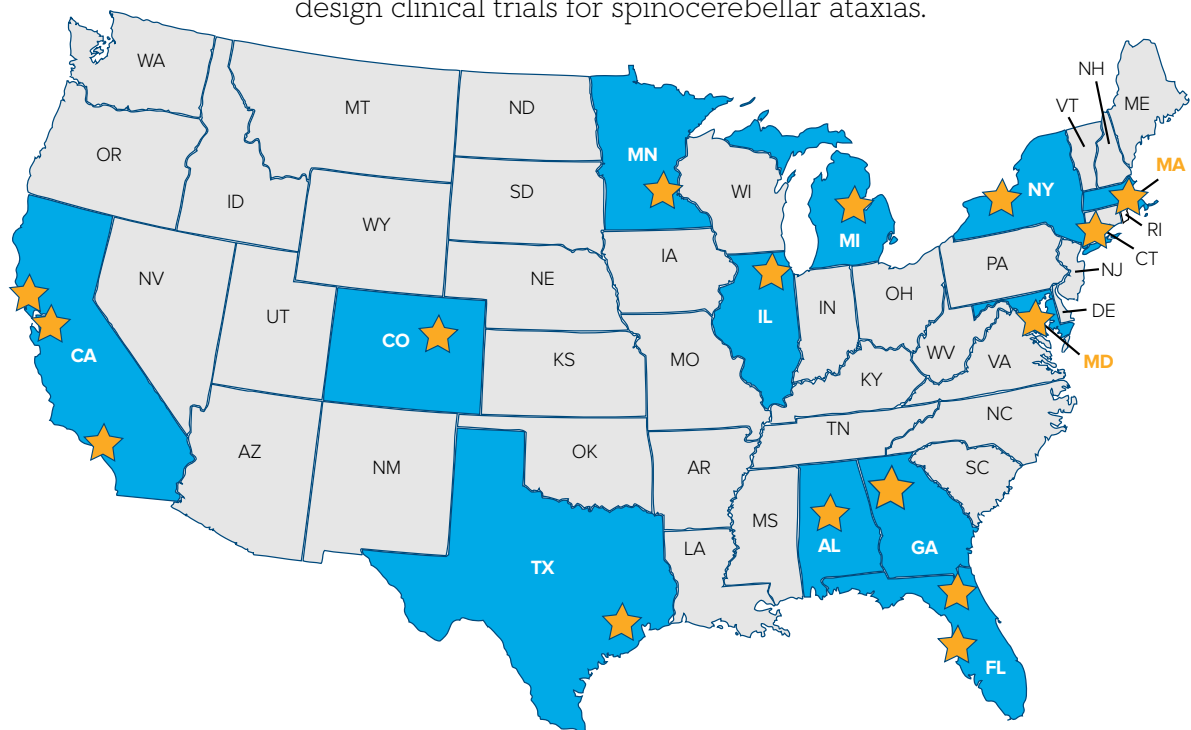 design clinical trials for spinocerebellar ataxias.
WA
MT
ND
MN
NH
VT
ME
OR
ID
SD
WI
MI
NY
MA
RI
CT
WY
IA
NE
NV
UT
CO
CA
IL
IN
OH
PA
NJ
DE
MD
KS
MO
KY
WV
VA
AZ
NM
OK
AR
TN
NC
SC
MS
AL
GA
LA
TX
FL